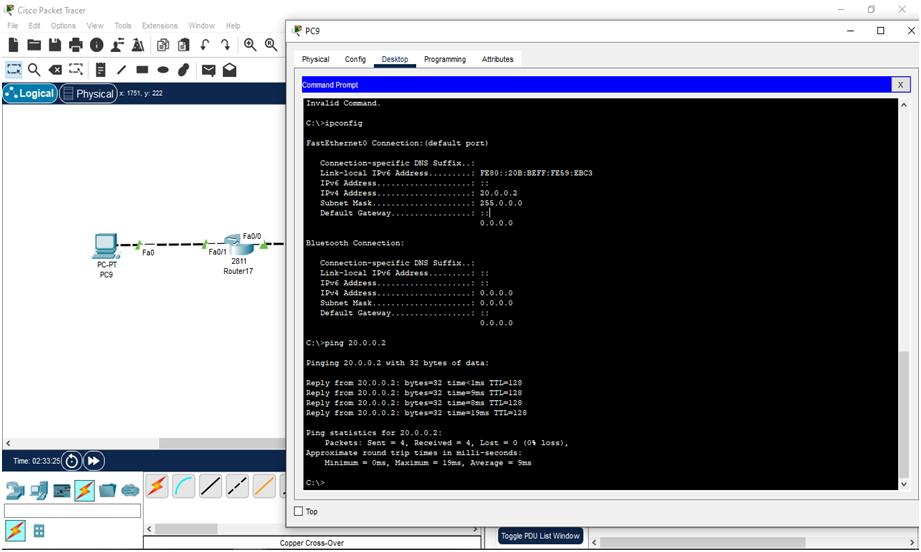 Cisco Packet Tracer
File Edit Options View Tools Extensions Window Help
Logical Physical x: 1751, y: 222
PC-PT
PC9
Fa0
Fa0/1
Fa0/0
2811
Router17
Time: 02:33:25
Copper Cross-Over
Toggle PDU List Window
PC9
Physical Config Desktop Programming Attributes
Command Prompt
X
Invalid Command.
C:\>ipconfig
FastEthernet0 Connection:(default port)
Connection-specific DNS Suffix..:
Link-local IPv6 Address.........: FE80::20B:BEFF:FE59:EBC3
IPv6 Address....................: ::
IPv4 Address....................: 20.0.0.2
Subnet Mask.....................: 255.0.0.0
Default Gateway.................: ::
0.0.0.0
Bluetooth Connection:
Connection-specific DNS Suffix..:
Link-local IPv6 Address.........: ::
IPv6 Address....................: ::
IPv4 Address....................: 0.0.0.0
Subnet Mask.....................: 0.0.0.0
Default Gateway.................: ::
0.0.0.0
C:\>ping 20.0.0.2
Pinging 20.0.0.2 with 32 bytes of data:
Reply from 20.0.0.2: bytes=32 time<1ms TTL=128
Reply from 20.0.0.2: bytes=32 time=9ms TTL=128
Reply from 20.0.0.2: bytes=32 time=8ms TTL=128
Reply from 20.0.0.2: bytes=32 time=19ms TTL=128
Ping statistics for 20.0.0.2:
Packets: Sent = 4, Received = 4, Lost = 0 (0% loss),
Approximate round trip times in milli-seconds:
Minimum = 0ms, Maximum = 19ms, Average = 9ms
C:\>
Top